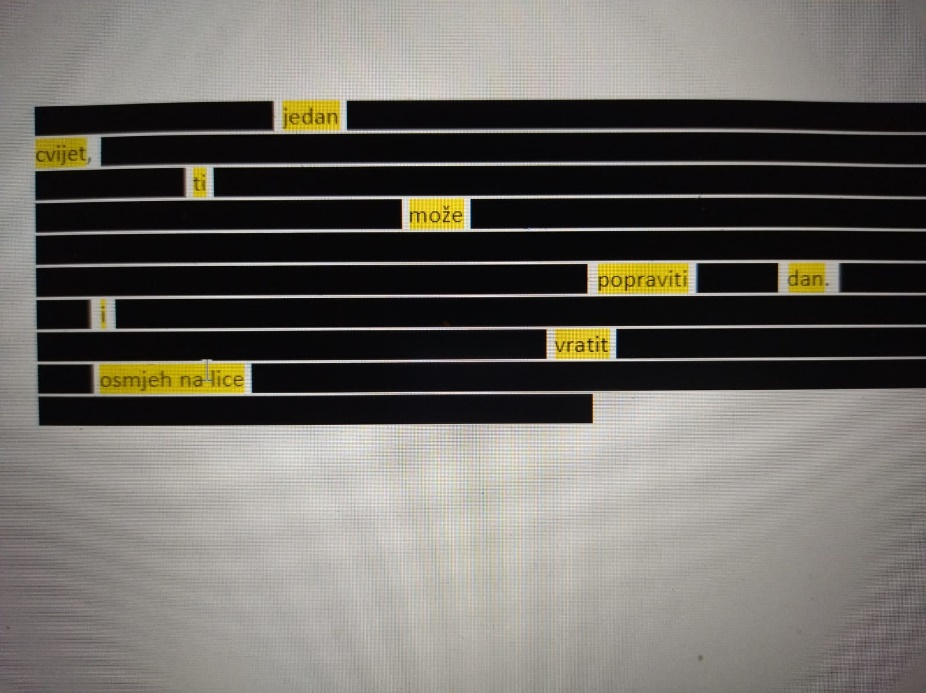 jedan
cvijet,
ti
može
popraviti dan.
i
vratit
osmjeh na lice